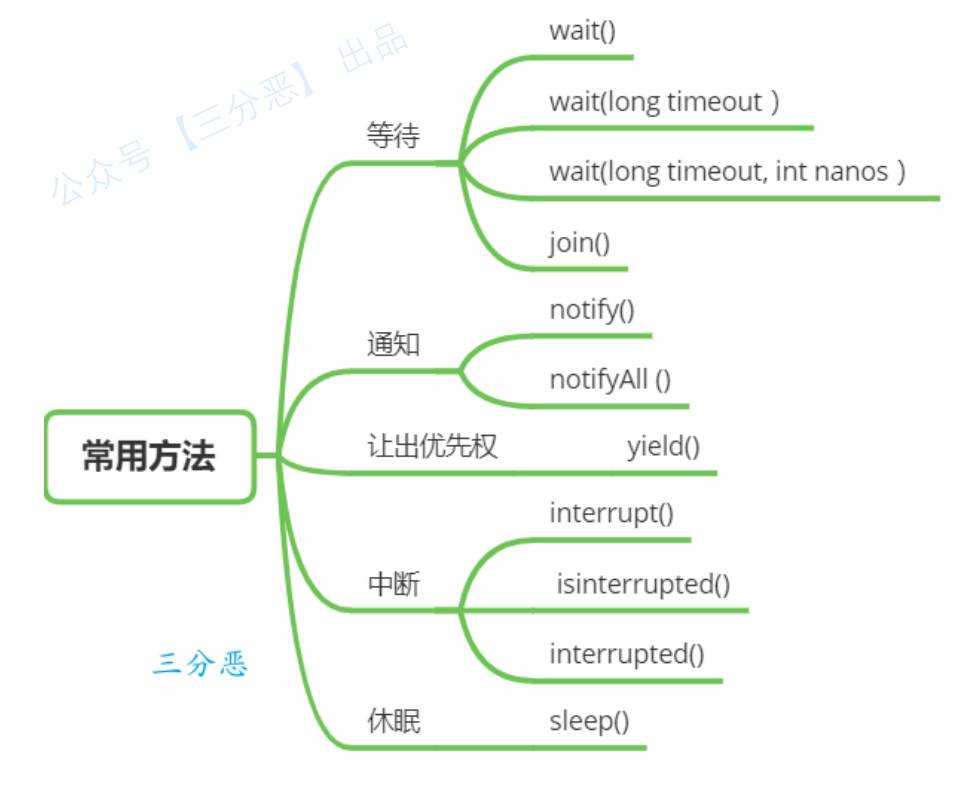 公众号【三分恶】 出品
常用方法
等待
wait()
wait(long timeout )
wait(long timeout, int nanos )
join()
通知
notify()
notifyAll ()
让出优先权
yield()
中断
interrupt()
isinterrupted()
interrupted()
休眠
sleep()
三分恶